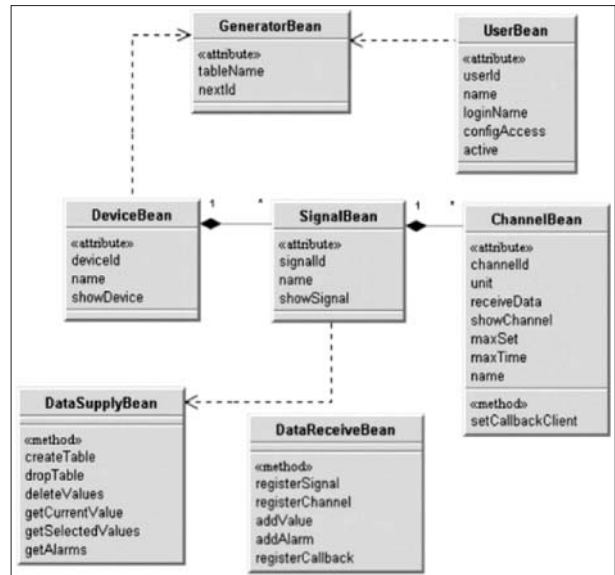 GeneratorBean
«attribute»
tableName
nextId
UserBean
«attribute»
userId
name
loginName
configAccess
active
DeviceBean
«attribute»
deviceId
name
showDevice
1
*
SignalBean
«attribute»
signalId
name
showSignal
1
*
ChannelBean
«attribute»
channelId
unit
receiveData
showChannel
maxSet
maxTime
name
«method»
setCallbackClient
DataSupplyBean
«method»
createTable
dropTable
deleteValues
getCurrentValue
getSelectedValues
getAlarms
DataReceiveBean
«method»
registerSignal
registerChannel
addValue
addAlarm
registerCallback